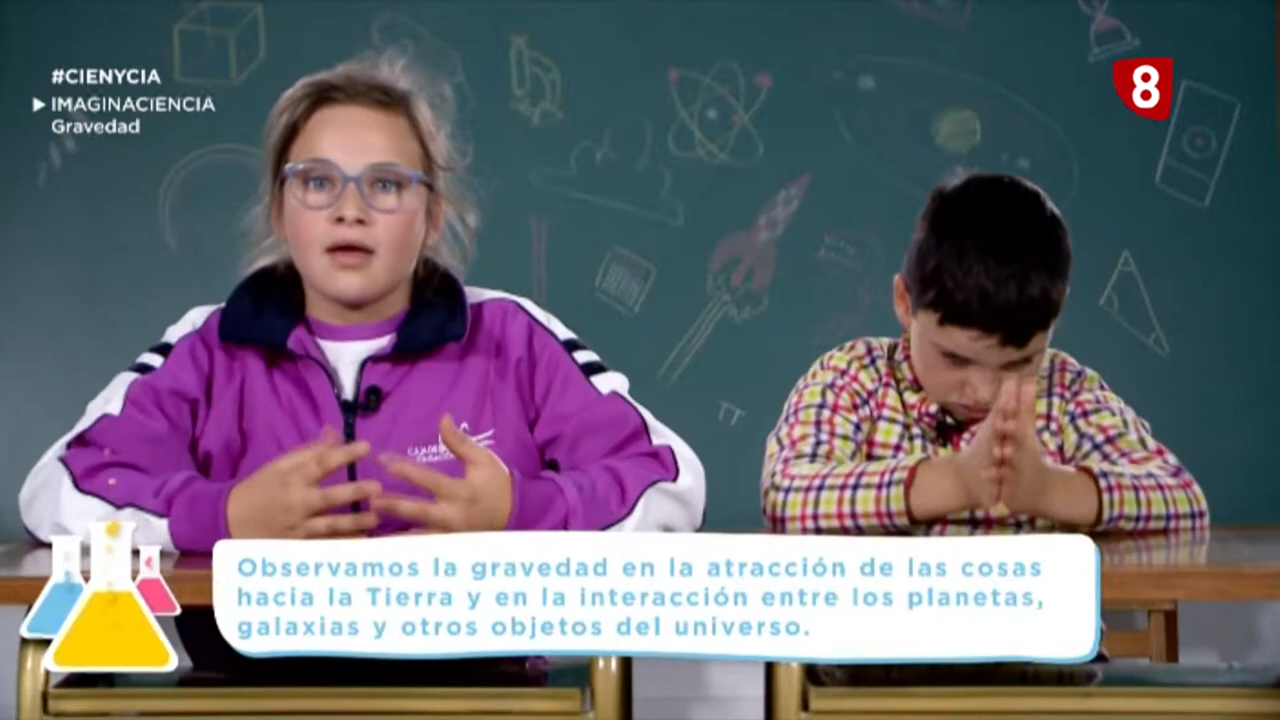 #CIENYCIA
IMAGINACiENCIA
Gravedad
8
π
Observamos la gravedad en la atracción de las cosas
hacia la Tierra y en la interacción entre los planetas,
galaxias y otros objetos del universo.